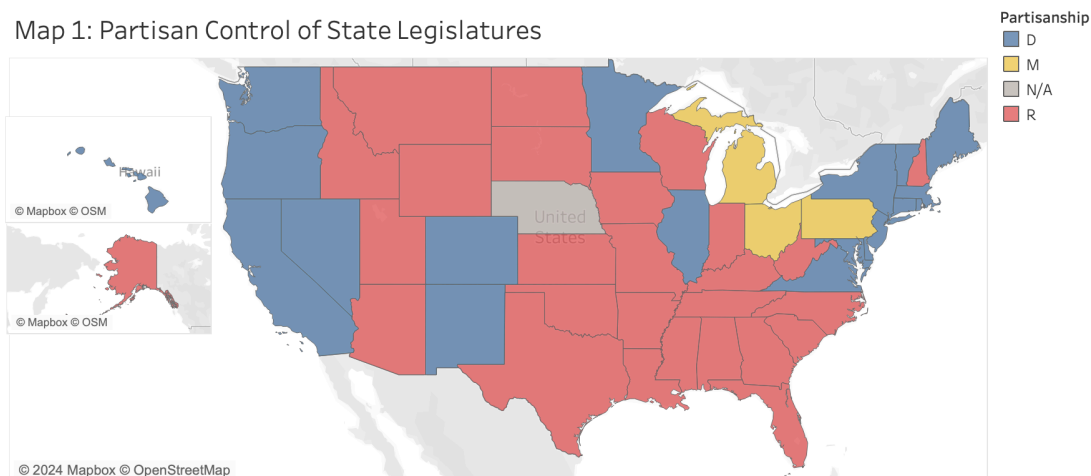 Map 1: Partisan Control of State Legislatures
Partisanship
D
M
N/A
R
Hawaii
© Mapbox © OSM
United
States
© Mapbox © OSM
© 2024 Mapbox © OpenStreetMap